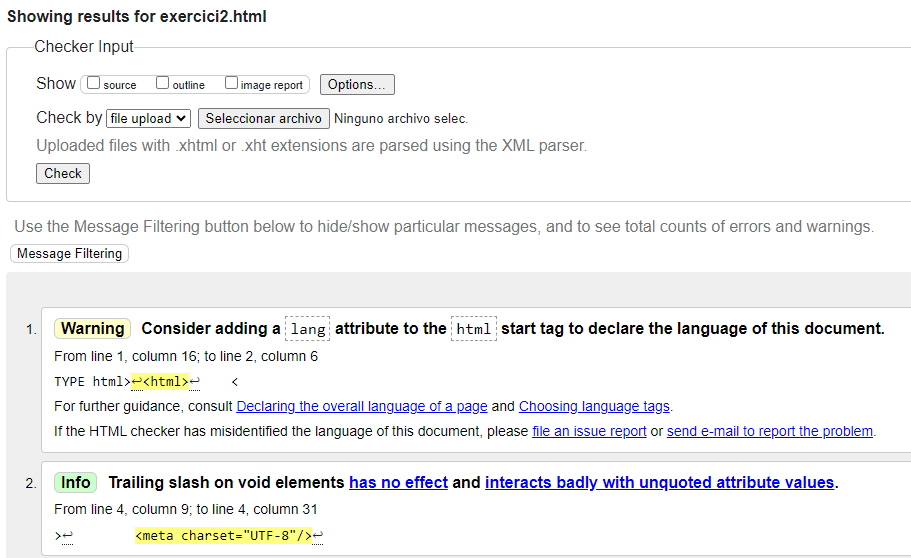 Showing results for exercici2.html
Checker Input
Show source outline image report Options...
Check by file upload Seleccionar archivo Ninguno archivo selec.
Uploaded files with .xhtml or .xht extensions are parsed using the XML parser.
Check
Use the Message Filtering button below to hide/show particular messages, and to see total counts of errors and warnings.
Message Filtering
1. Warning Consider adding a lang attribute to the html start tag to declare the language of this document.
From line 1, column 16; to line 2, column 6
TYPE html>↩<html>↩ <
For further guidance, consult Declaring the overall language of a page and Choosing language tags.
If the HTML checker has misidentified the language of this document, please file an issue report or send e-mail to report the problem.
2. Info Trailing slash on void elements has no effect and interacts badly with unquoted attribute values.
From line 4, column 9; to line 4, column 31
>↩ <meta charset="UTF-8"/>↩